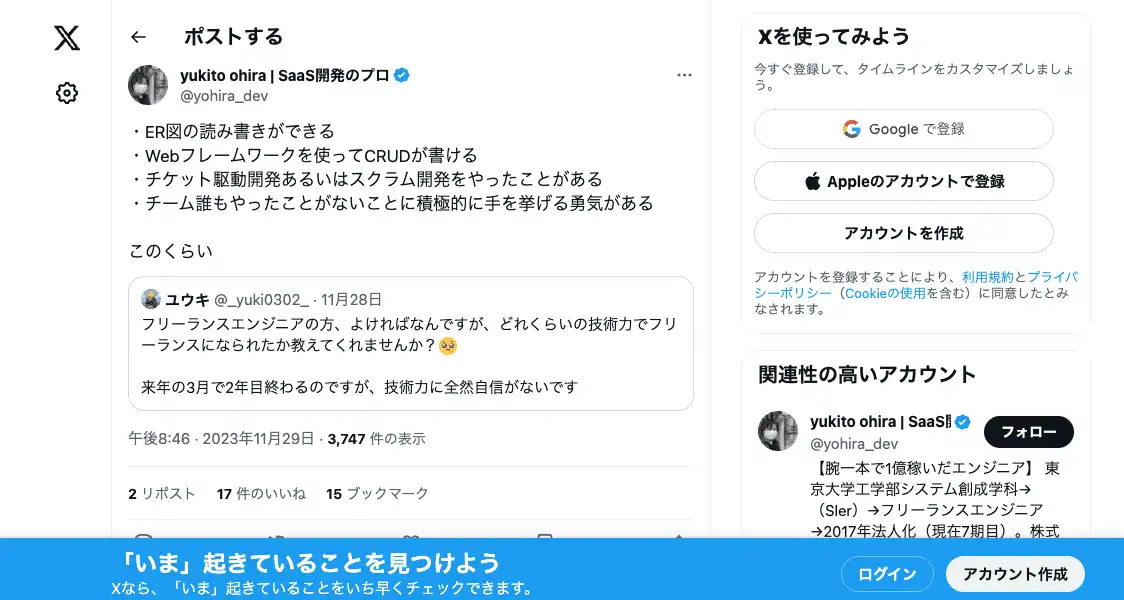 ポストする
yukito ohira | SaaS開発のプロ
@yohira_dev
・ER図の読み書きができる
・Webフレームワークを使ってCRUDが書ける
・チケット駆動開発あるいはスクラム開発をやったことがある
・チーム誰もやったことがないことに積極的に手を挙げる勇気がある
このくらい
ユウキ @_yuki0302_ · 11月28日
フリーランスエンジニアの方、よければなんですが、どれくらいの技術力でフリ
ーランスになられたか教えてくれませんか？🥺
来年の3月で2年目終わるのですが、技術力に全然自信がないです
午後8:46 · 2023年11月29日 · 3,747 件の表示
2 リポスト 17 件のいいね 15 ブックマーク
Xを使ってみよう
今すぐ登録して、タイムラインをカスタマイズしましょ
う。
Google で登録
Appleのアカウントで登録
アカウントを作成
アカウントを登録することにより、利用規約とプライバ
シーポリシー（Cookieの使用を含む）に同意したとみ
なされます。
関連性の高いアカウント
yukito ohira | SaaS
@yohira_dev
フォロー
【腕一本で1億稼いだエンジニア】 東
京大学工学部システム創成学科→
（SIer）→フリーランスエンジニア
→2017年法人化（現在7期目）。株式
「いま」起きていることを見つけよう
Xなら、「いま」起きていることをいち早くチェックできます。
ログイン
アカウント作成